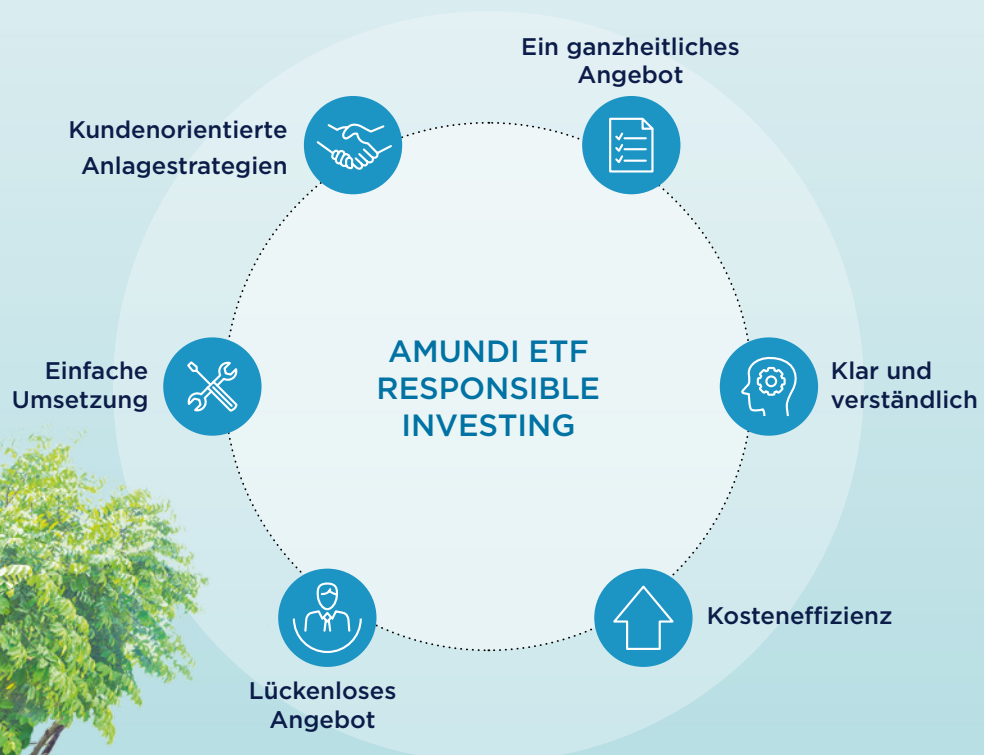 Ein ganzheitliches
Angebot
Kundenorientierte
Anlagestrategien
AMUNDI ETF
RESPONSIBLE
INVESTING
Einfache
Umsetzung
Klar und
verständlich
Kosteneffizienz
Lückenloses
Angebot